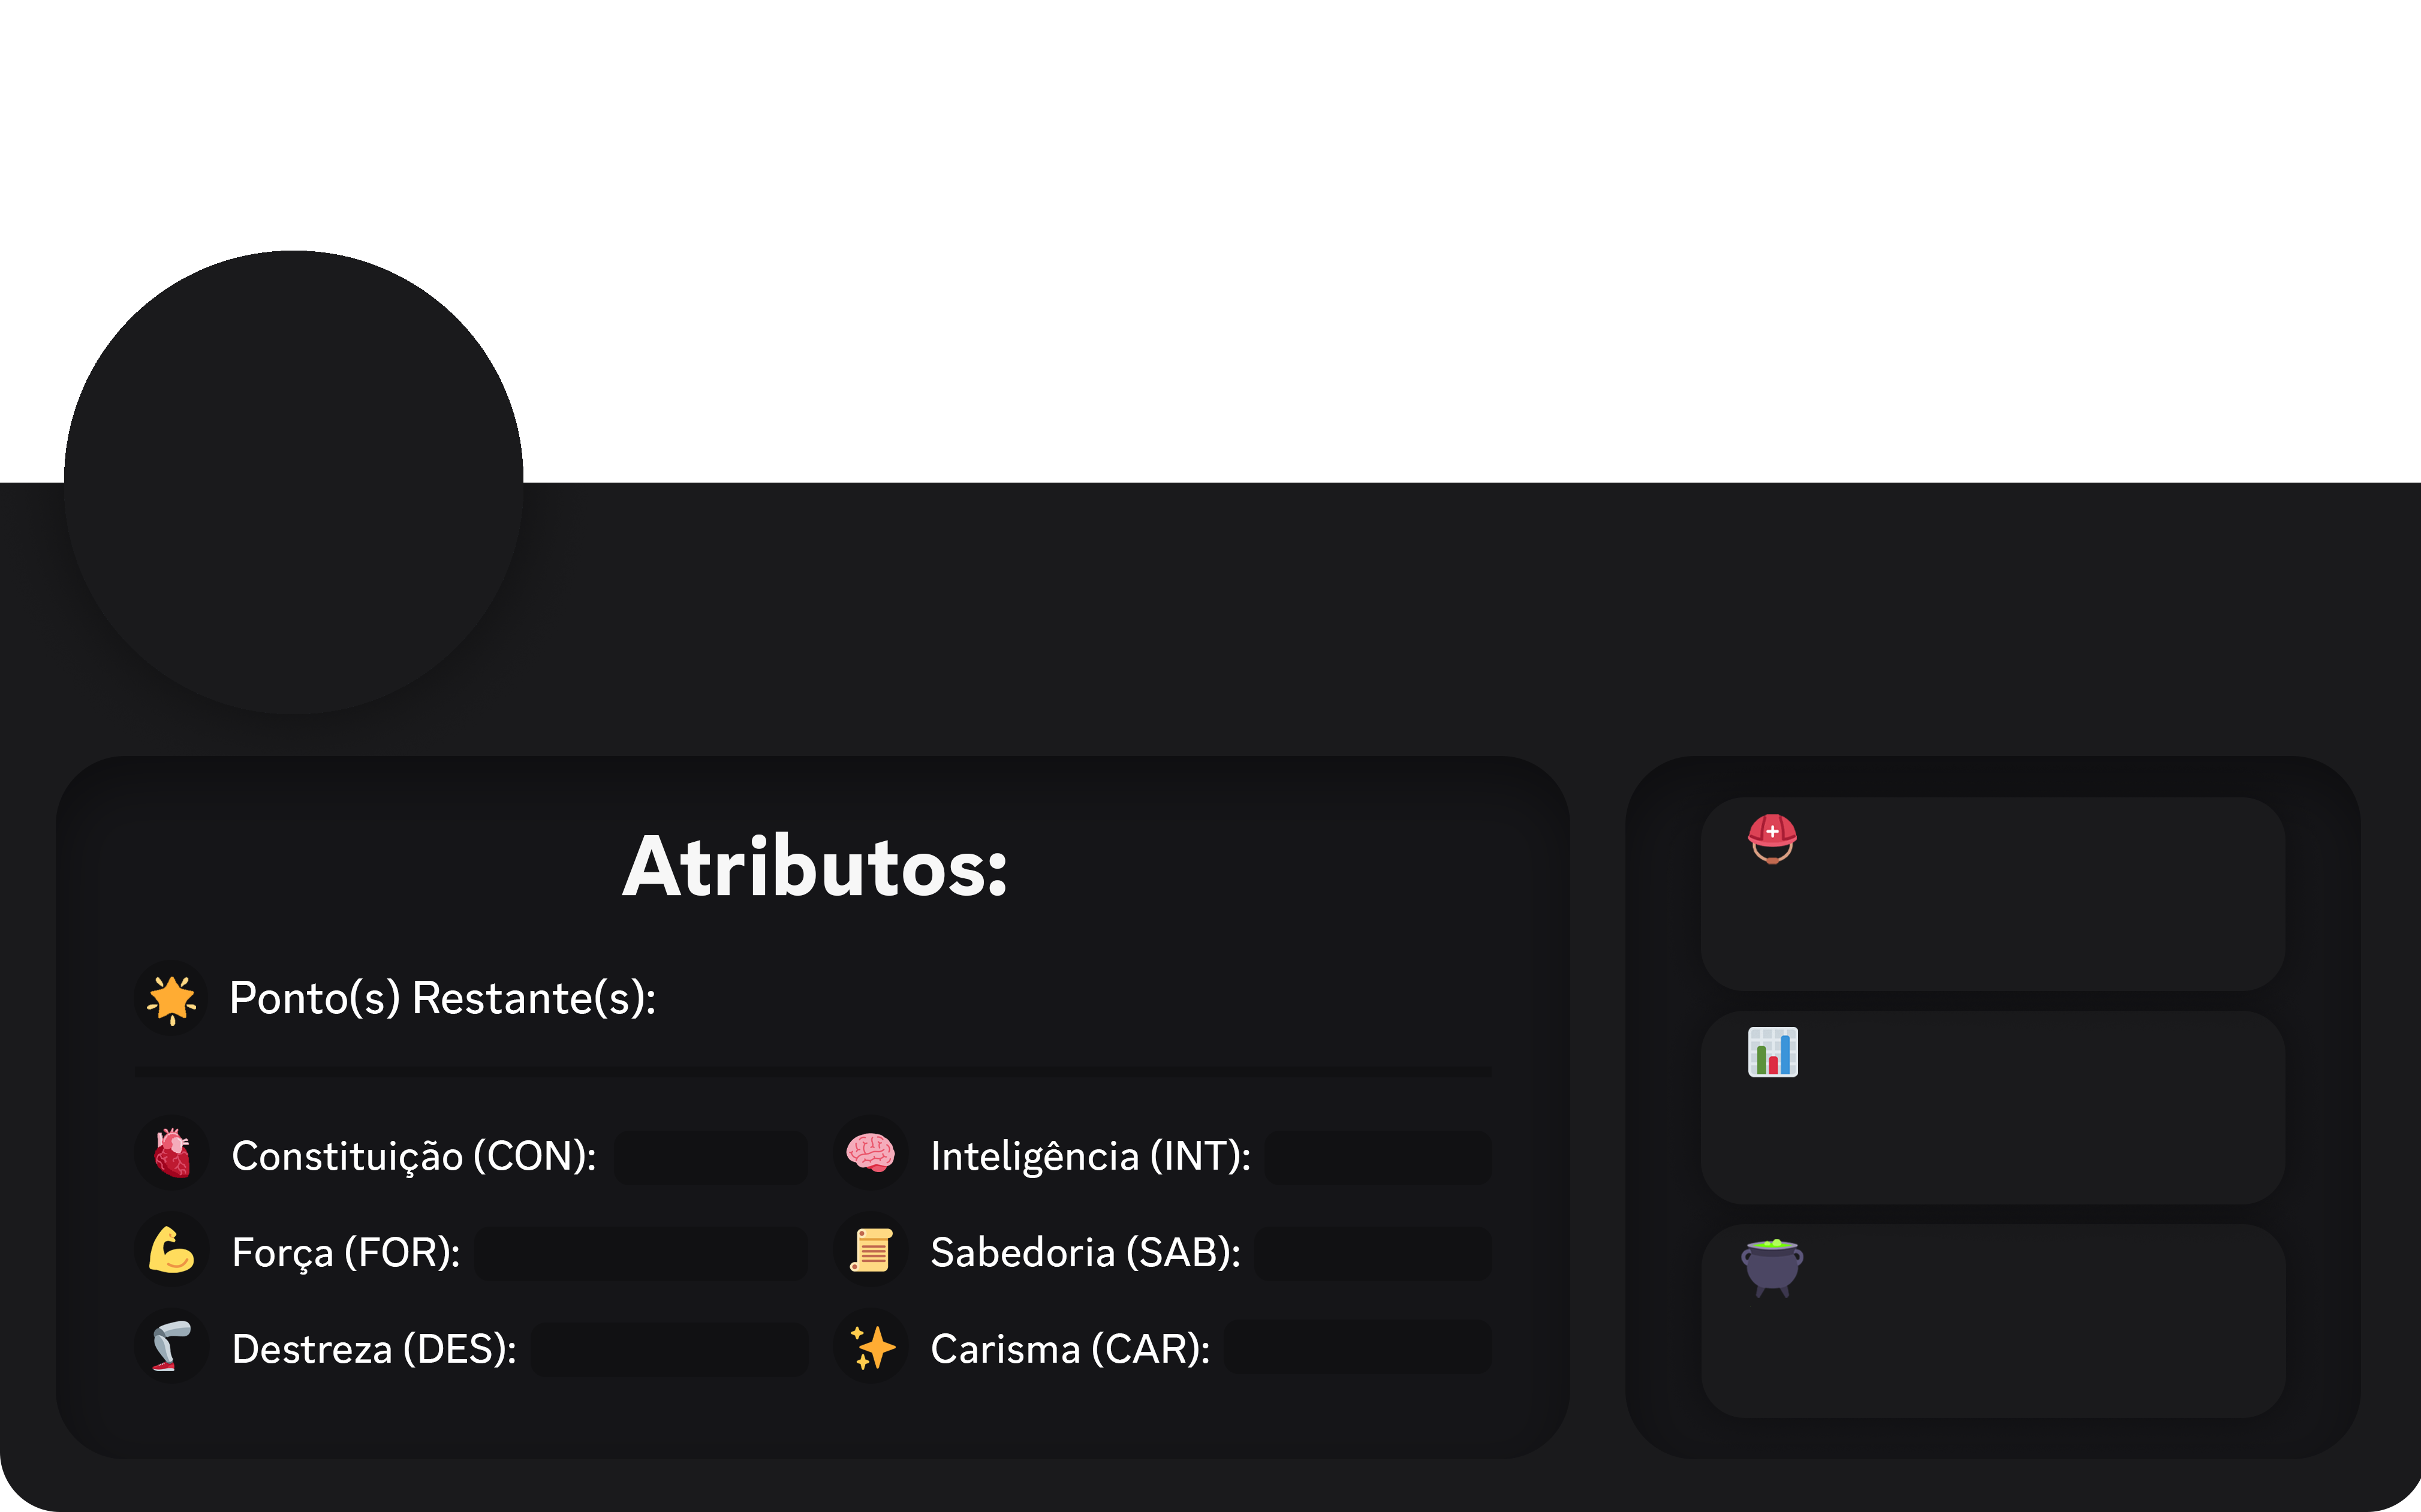 Atributos:
Ponto(s) Restante(s):
Constituição (CON):
Inteligência (INT):
Força (FOR):
Sabedoria (SAB):
Destreza (DES):
Carisma (CAR):